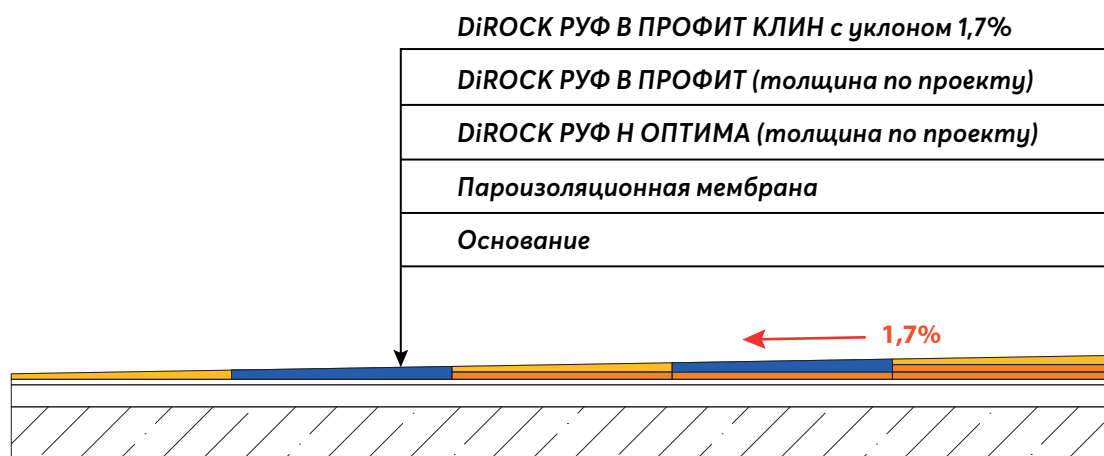 DiROCK РУФ В ПРОФИТ КЛИН с уклоном 1,7%
DiROCK РУФ В ПРОФИТ (толщина по проекту)
DiROCK РУФ Н ОПТИМА (толщина по проекту)
Пароизоляционная мембрана
Основание
1,7%